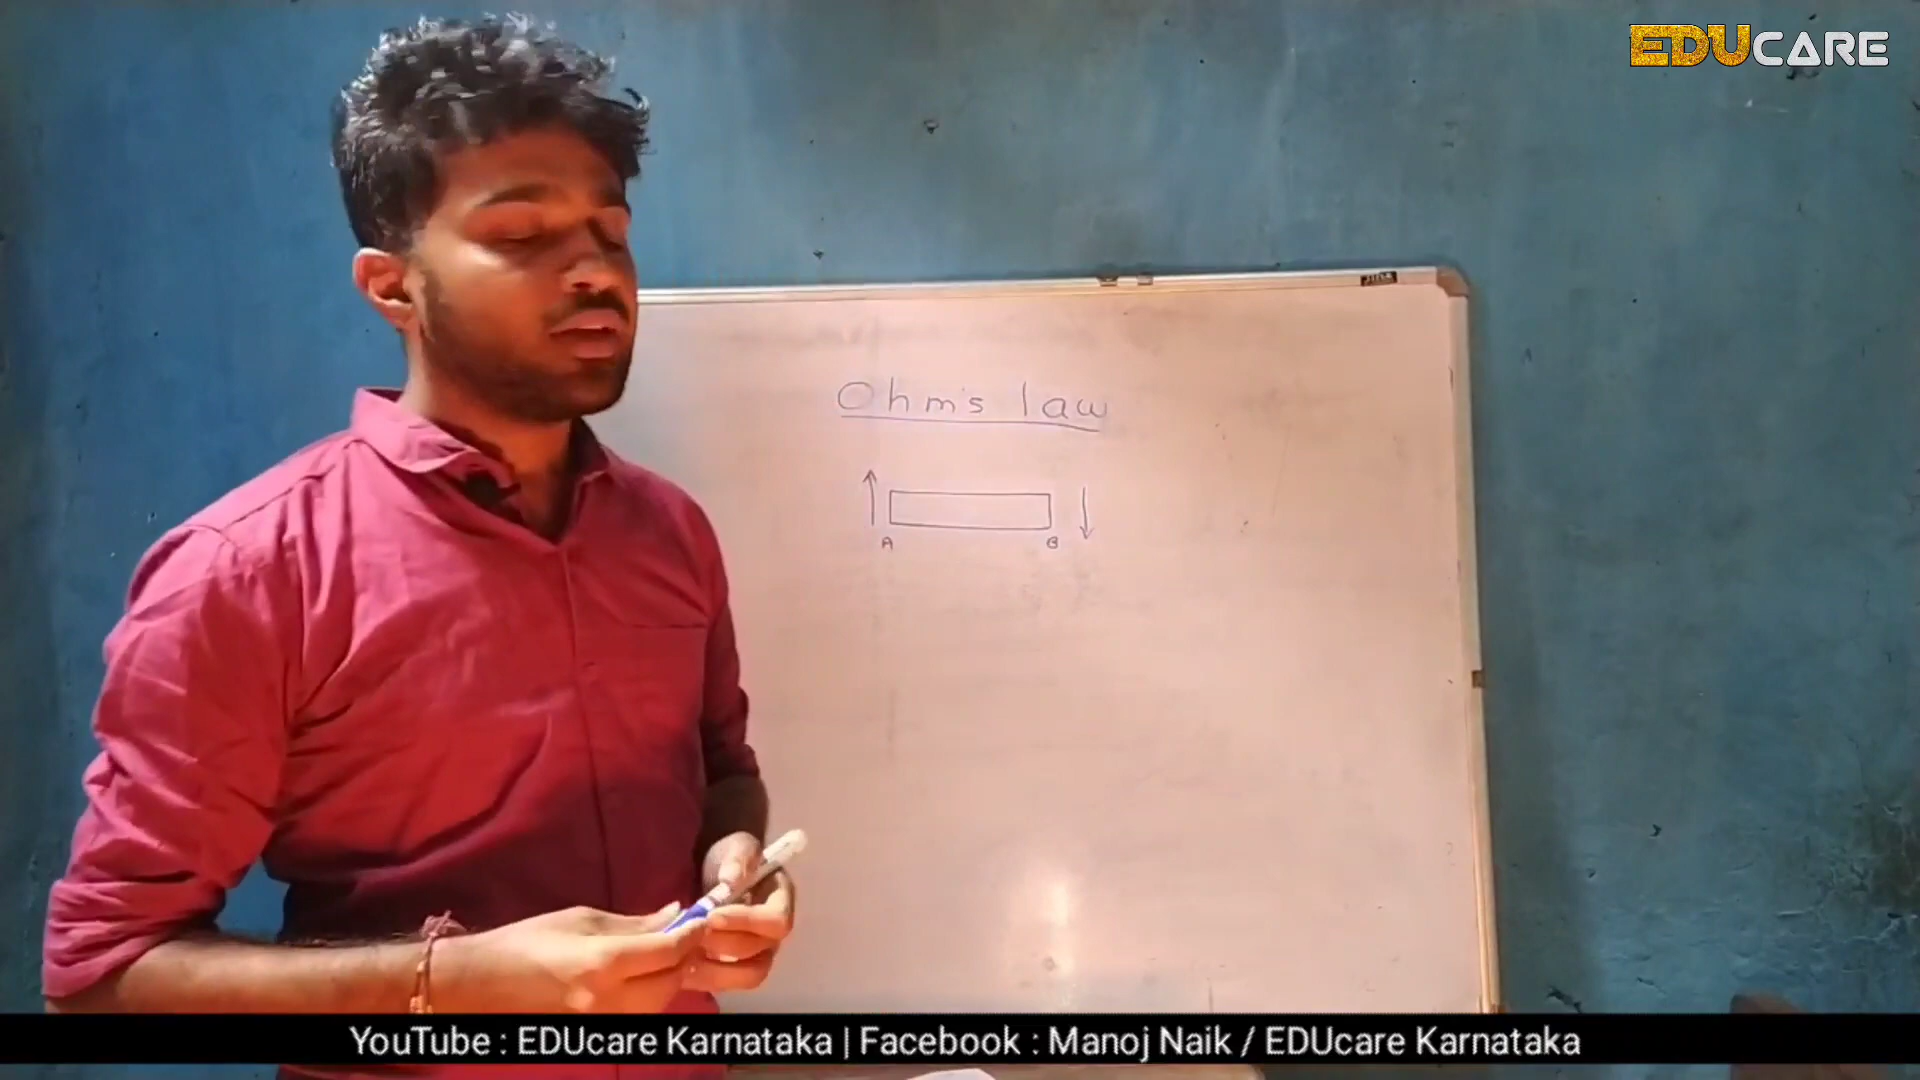 EDUCARE
Ohm's law
A B
YouTube : EDUcare Karnataka | Facebook : Manoj Naik / EDUcare Karnataka